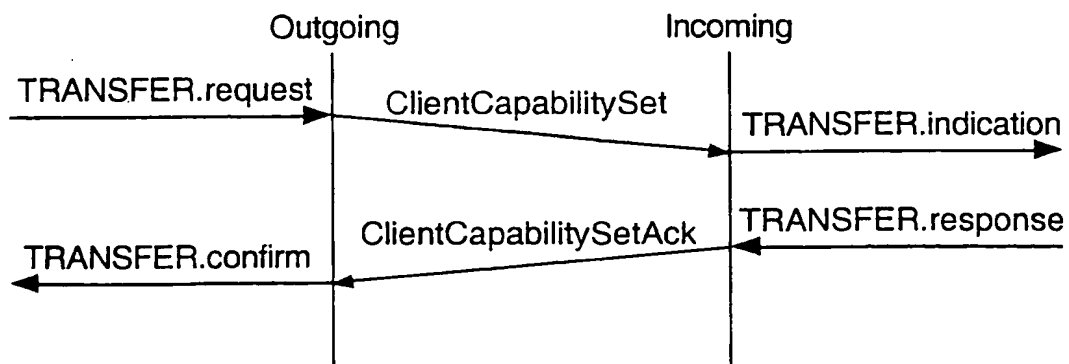 Outgoing
Incoming
TRANSFER.request
ClientCapabilitySet
TRANSFER.indication
ClientCapabilitySetAck
TRANSFER.response
TRANSFER.confirm